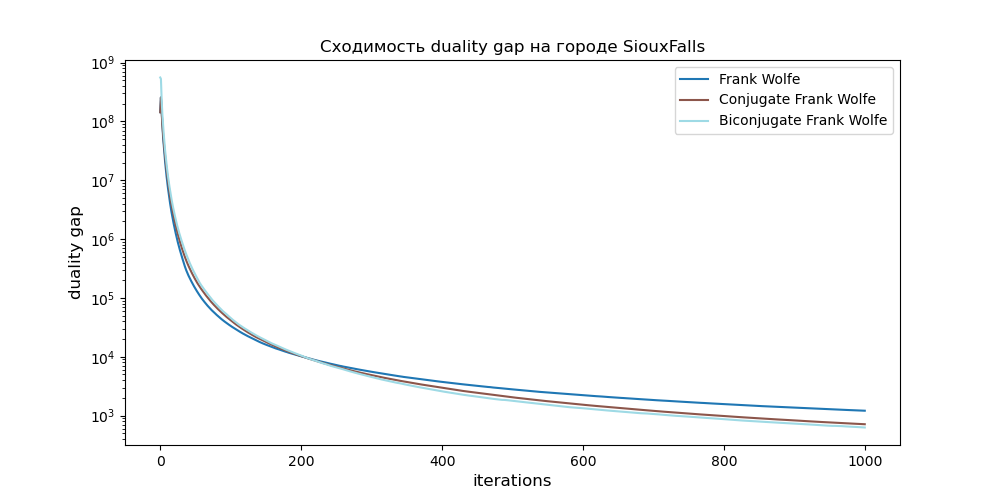 Сходимость duality gap на городе SiouxFalls
Frank Wolfe
Conjugate Frank Wolfe
Biconjugate Frank Wolfe
duality gap
10⁹
10⁸
10⁷
10⁶
10⁵
10⁴
10³
0 200 400 600 800 1000
iterations